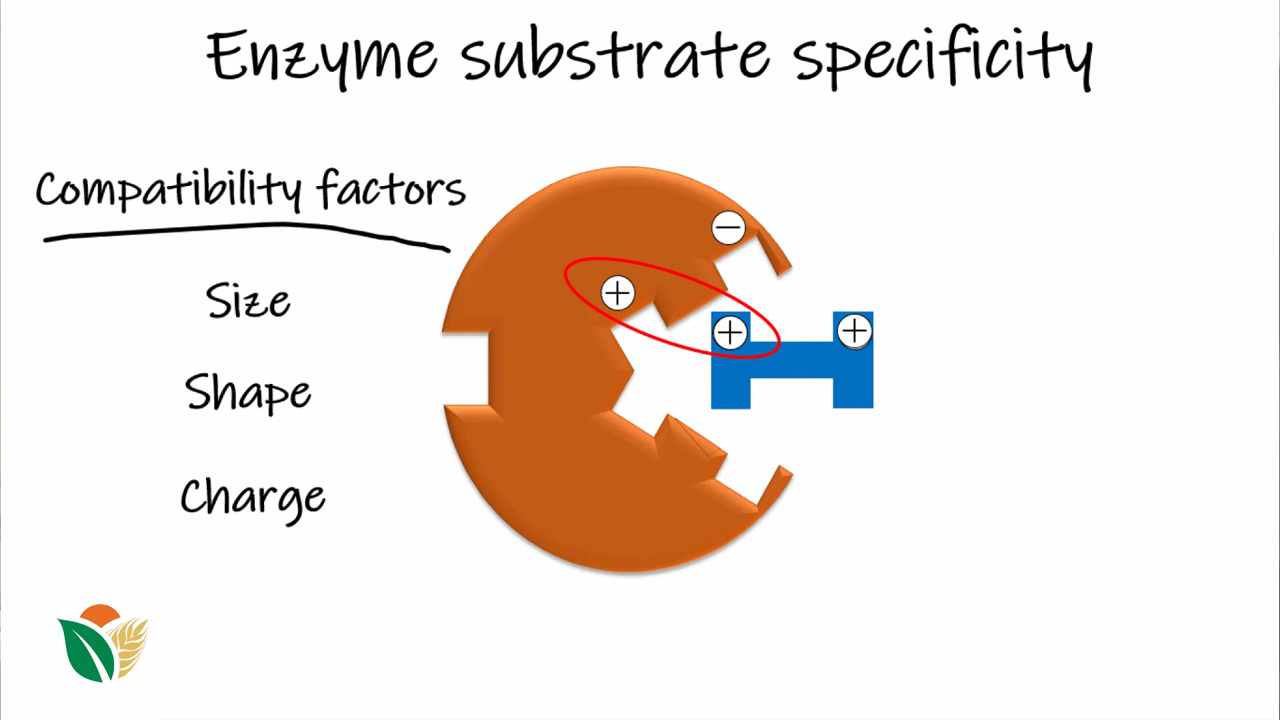 Enzyme substrate specificity
Compatibility factors
Size
Shape
Charge
−
+
+
+